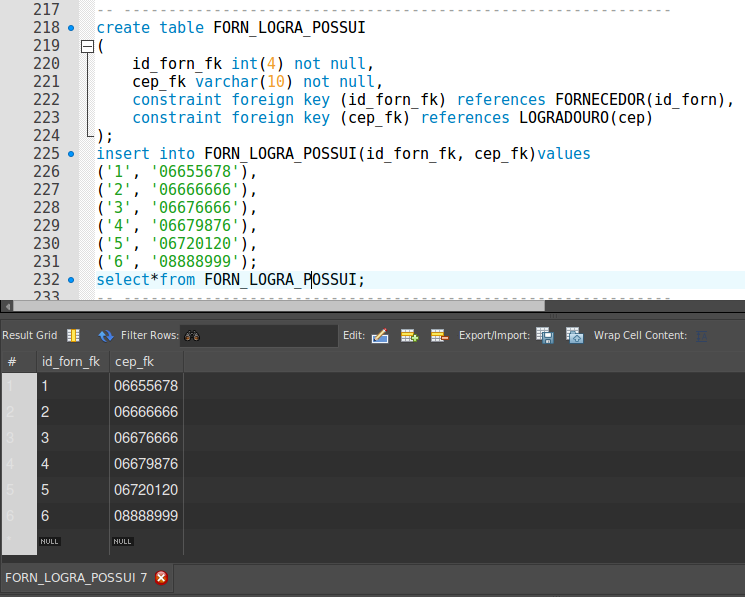 217 -- -------------------------------------------------------------
218 create table FORN_LOGRA_POSSUI
219 (
220 id_forn_fk int(4) not null,
221 cep_fk varchar(10) not null,
222 constraint foreign key (id_forn_fk) references FORNECEDOR(id_forn),
223 constraint foreign key (cep_fk) references LOGRADOURO(cep)
224 );
225 insert into FORN_LOGRA_POSSUI(id_forn_fk, cep_fk)values
226 ('1', '06655678'),
227 ('2', '06666666'),
228 ('3', '06676666'),
229 ('4', '06679876'),
230 ('5', '06720120'),
231 ('6', '08888999');
232 select*from FORN_LOGRA_POSSUI;
233 -- -------------------------------------------------------------
Result Grid Filter Rows: Edit: Export/Import: Wrap Cell Content:
# id_forn_fk cep_fk
1 1 06655678
2 2 06666666
3 3 06676666
4 4 06679876
5 5 06720120
6 6 08888999
* NULL NULL
FORN_LOGRA_POSSUI 7